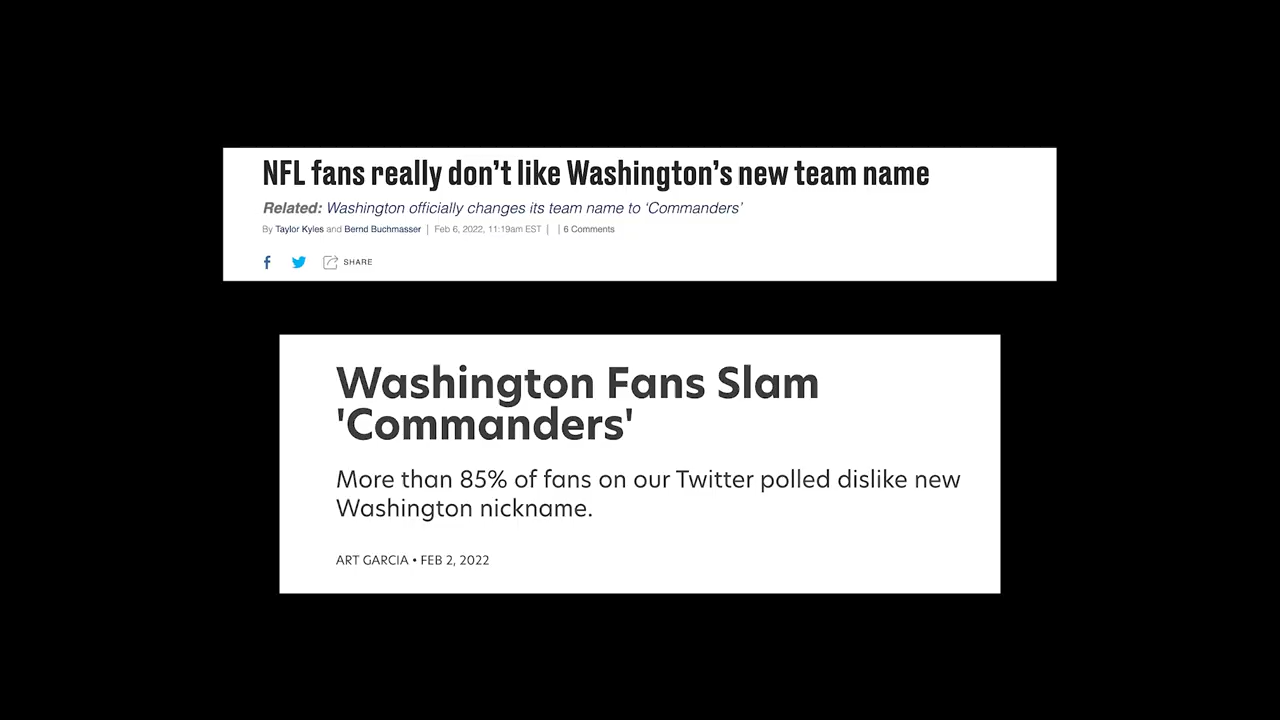 NFL fans really don’t like Washington’s new team name
Related: Washington officially changes its team name to ‘Commanders’
By Taylor Kyles and Bernd Buchmasser | Feb 6, 2022, 11:19am EST | | 6 Comments
f SHARE
Washington Fans Slam
'Commanders'
More than 85% of fans on our Twitter polled dislike new
Washington nickname.
ART GARCIA • FEB 2, 2022